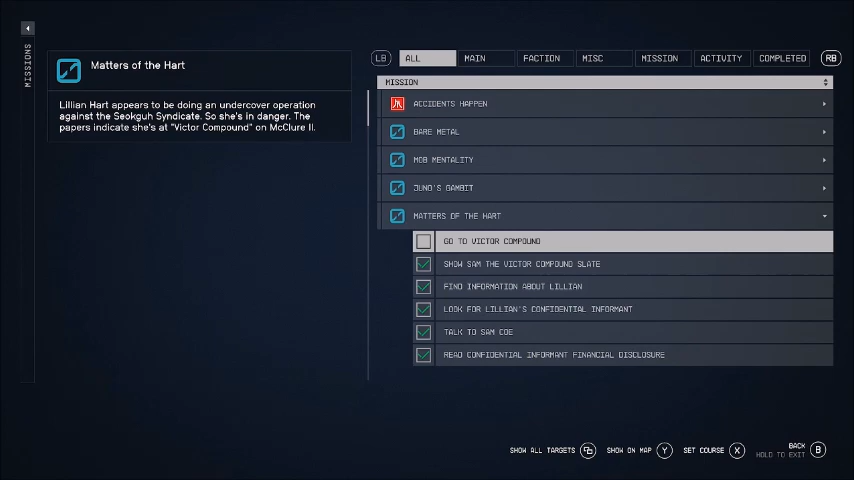 MISSIONS
Matters of the Hart
Lillian Hart appears to be doing an undercover operation
against the Seokguh Syndicate. So she's in danger. The
papers indicate she's at "Victor Compound" on McClure II.
LB ALL MAIN FACTION MISC MISSION ACTIVITY COMPLETED RB
MISSION
ACCIDENTS HAPPEN
BARE METAL
MOB MENTALITY
JUNO'S GAMBIT
MATTERS OF THE HART
GO TO VICTOR COMPOUND
SHOW SAM THE VICTOR COMPOUND SLATE
FIND INFORMATION ABOUT LILLIAN
LOOK FOR LILLIAN'S CONFIDENTIAL INFORMANT
TALK TO SAM COE
READ CONFIDENTIAL INFORMANT FINANCIAL DISCLOSURE
SHOW ALL TARGETS SHOW ON MAP Y SET COURSE X BACK B
HOLD TO EXIT